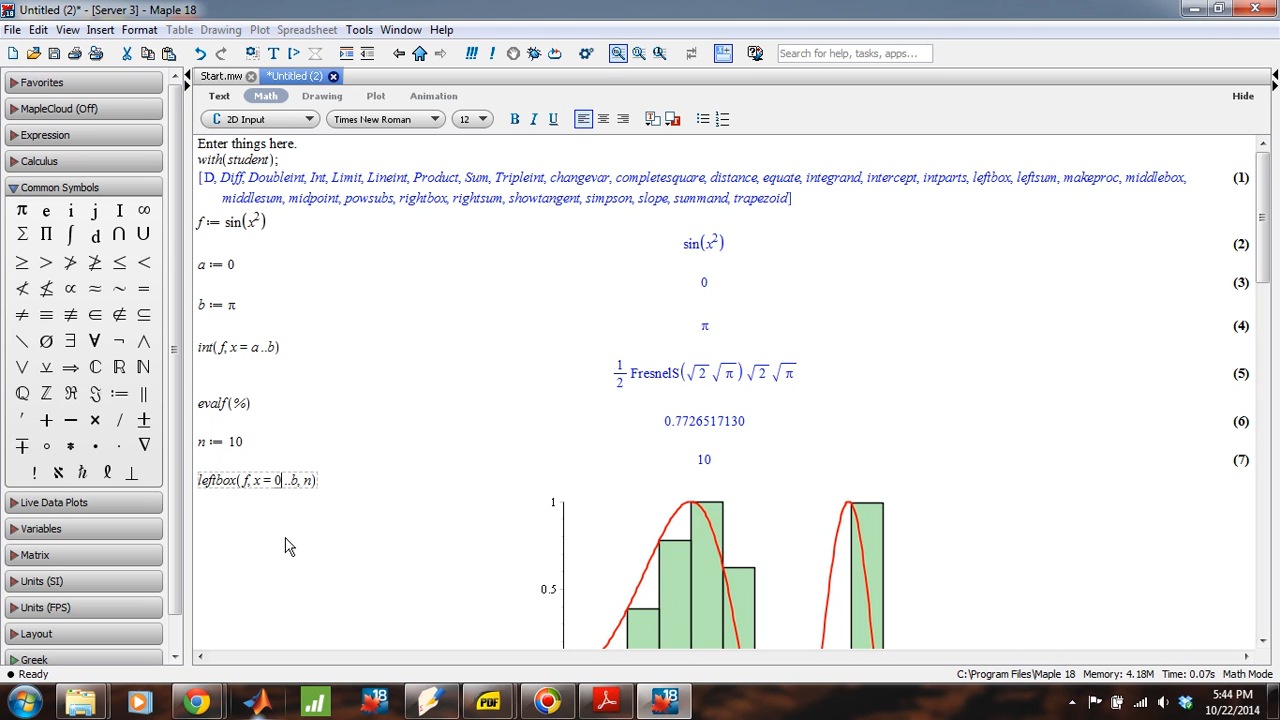 Untitled (2)* - [Server 3] - Maple 18
File Edit View Insert Format Table Drawing Plot Spreadsheet Tools Window Help
Search for help, tasks, apps...
Start.mw *Untitled (2)
Favorites
MapleCloud (Off)
Expression
Calculus
Common Symbols
π e i j I ∞
Σ Π ∫ d ∩ ∪
≥ > ≯ ≱ ≤ <
≮ ≰ ∝ ≈ ~ =
≠ ≡ ≢ ∈ ∉ ⊆
\ Ø ∃ ∀ ¬ ∧
∨ ⊻ ⇒ ℂ ℝ ℕ
ℚ ℤ ℜ ℑ := ∥
′ + − × / ±
∓ ∘ * · . ∇
! ℵ ℏ ℒ ⊥
Live Data Plots
Variables
Matrix
Units (SI)
Units (FPS)
Layout
Greek
Text Math Drawing Plot Animation Hide
C 2D Input Times New Roman 12 B I U
Enter things here.
with(student);
[D, Diff, Doubleint, Int, Limit, Lineint, Product, Sum, Tripleint, changevar, completesquare, distance, equate, integrand, intercept, intparts, leftbox, leftsum, makeproc, middlebox, (1)
middlesum, midpoint, powsubs, rightbox, rightsum, showtangent, simpson, slope, summand, trapezoid]
f := sin(x²)
sin(x²) (2)
a := 0
0 (3)
b := π
π (4)
int(f, x = a ..b)
1/2 FresnelS(√2 √π) √2 √π (5)
evalf(%)
0.7726517130 (6)
n := 10
10 (7)
leftbox(f, x = 0 ..b, n)
1
0.5
Ready C:\Program Files\Maple 18 Memory: 4.18M Time: 0.07s Math Mode
18
PDF
18
5:44 PM
10/22/2014